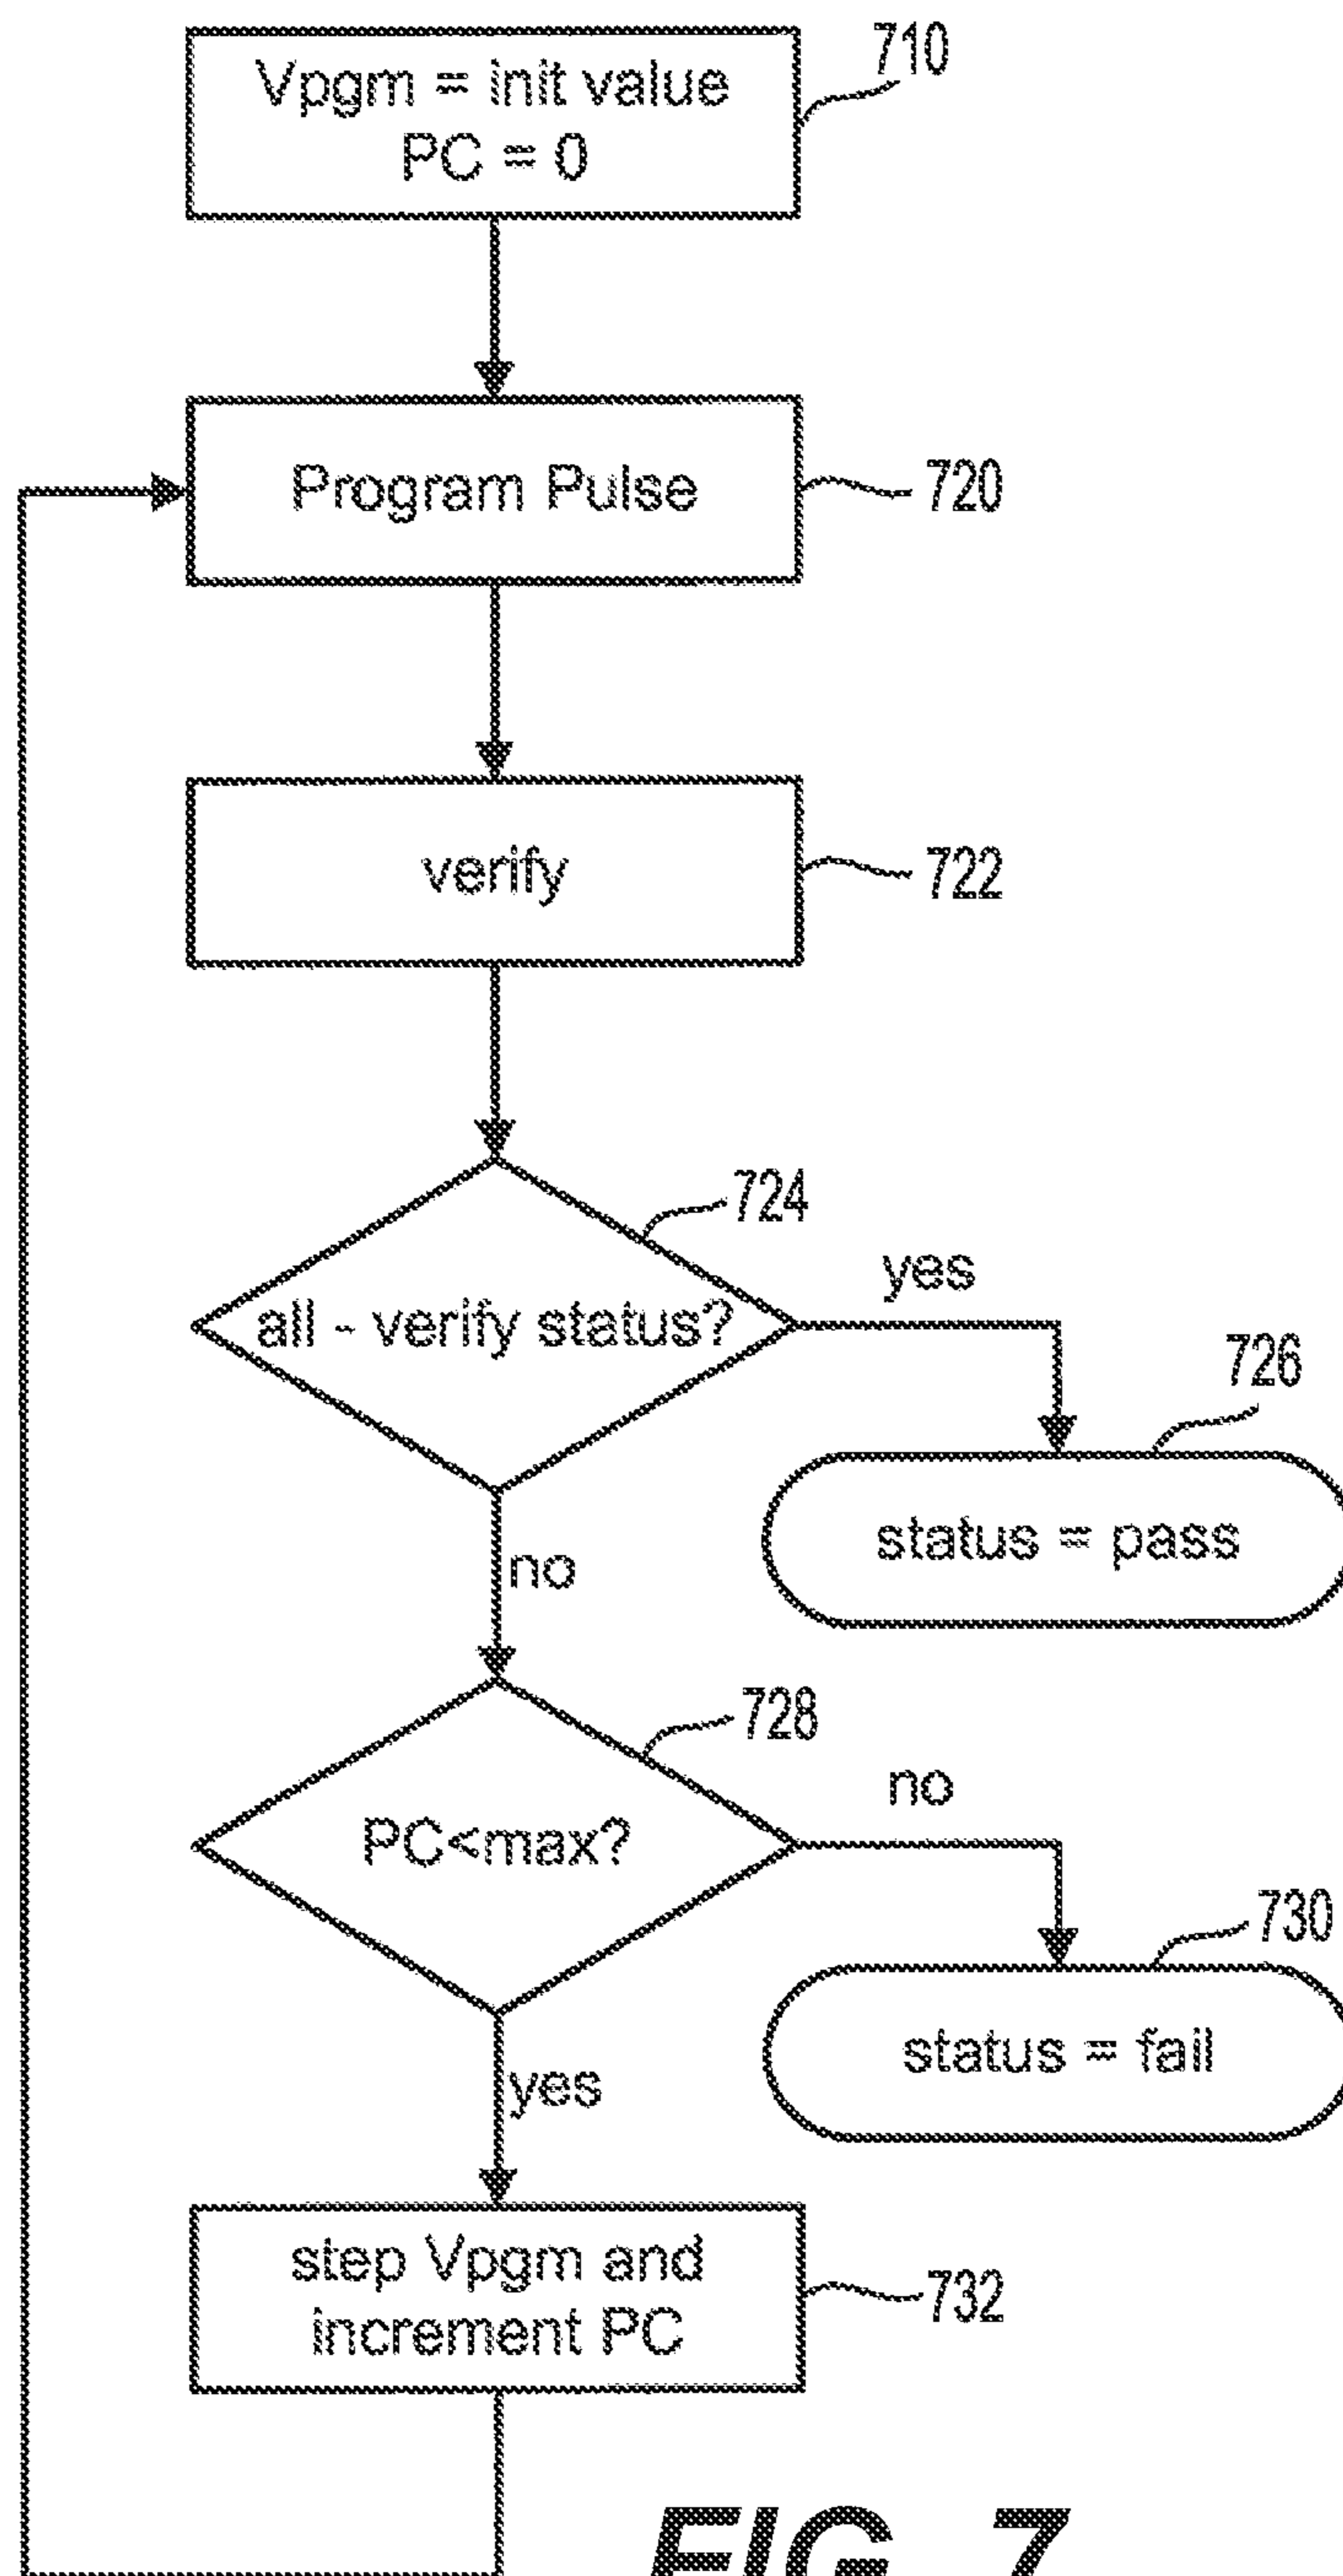 Vpgm = init value
PC = 0
710
Program Pulse
720
verify
722
724
all - verify status?
yes
726
status = pass
no
728
PC<max?
no
730
status = fail
yes
step Vpgm and
increment PC
732
FIG. 7